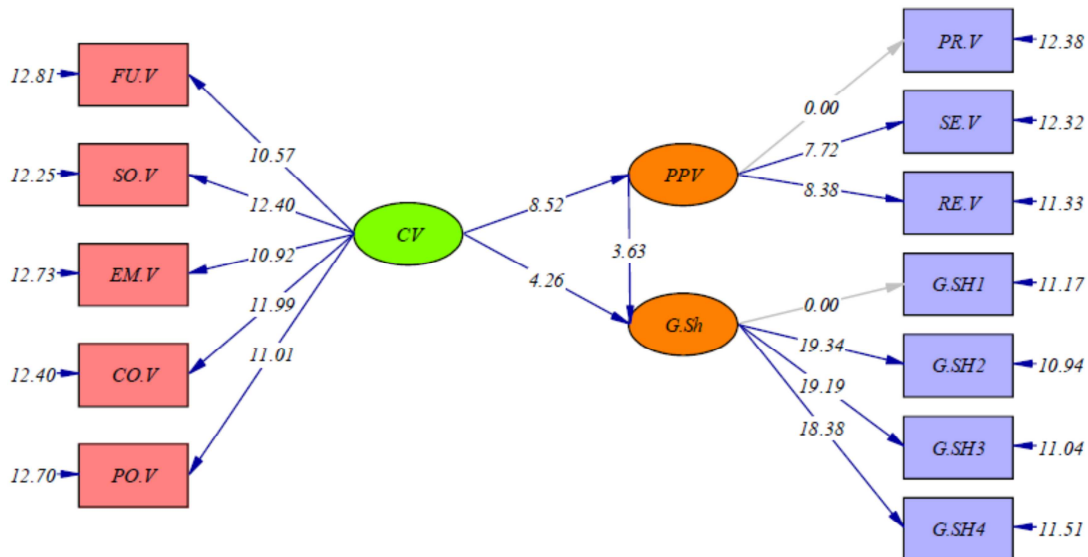 12.81
FU.V
12.25
SO.V
12.73
EM.V
12.40
CO.V
12.70
PO.V
10.57
12.40
10.92
11.99
11.01
CV
8.52
4.26
PPV
3.63
G.Sh
0.00
7.72
8.38
0.00
19.34
19.19
18.38
PR.V
12.38
SE.V
12.32
RE.V
11.33
G.SH1
11.17
G.SH2
10.94
G.SH3
11.04
G.SH4
11.51